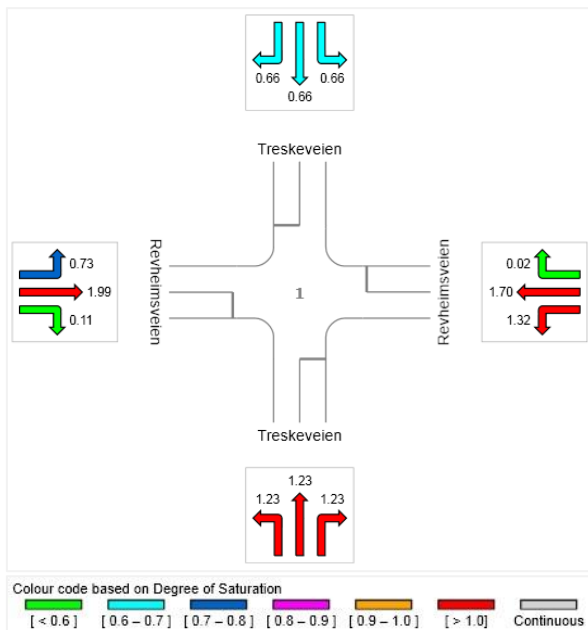 0.66 0.66
0.66
Treskeveien
Revheimsveien
0.73
1.99
0.11
1
Revheimsveien
0.02
1.70
1.32
Treskeveien
1.23
1.23 1.23
Colour code based on Degree of Saturation
[ < 0.6 ] [ 0.6 – 0.7 ] [ 0.7 – 0.8 ] [ 0.8 – 0.9 ] [ 0.9 – 1.0 ] [ > 1.0 ] Continuous